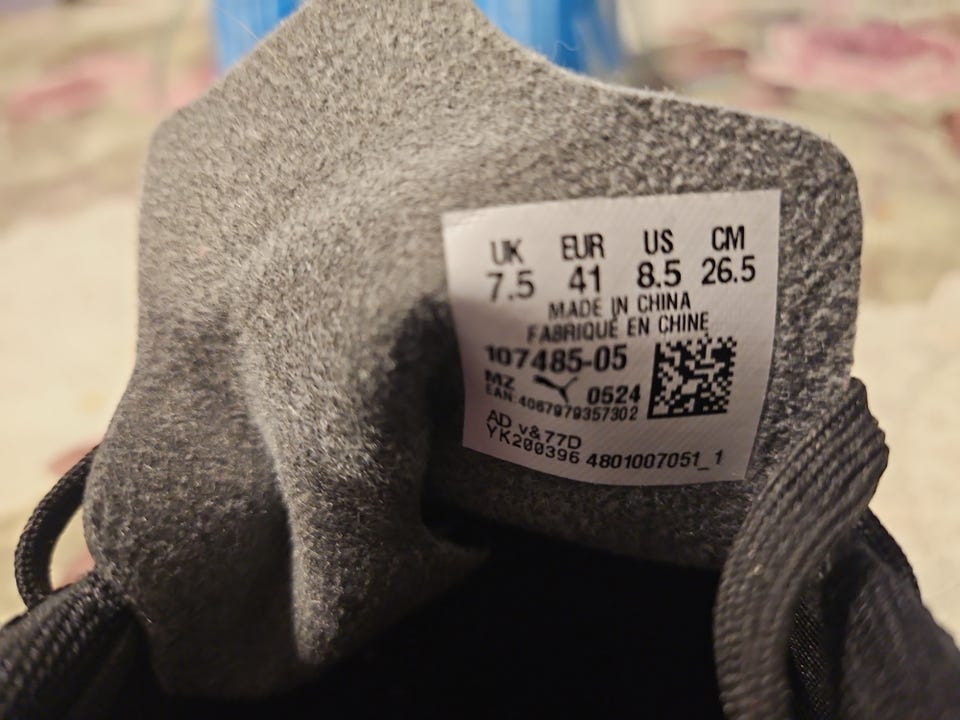 UK EUR US CM
7.5 41 8.5 26.5
MADE IN CHINA
FABRIQUÉ EN CHINE
107485-05
MZ 0524
EAN:4067979357302
AD v&77D
YK200396 4801007051_1